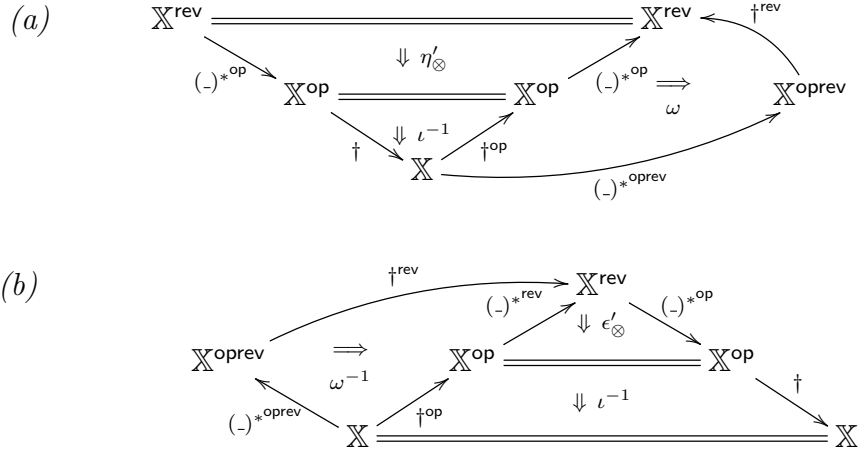 (a) 𝕏^rev 𝕏^rev †^rev
⇓ η′_⊗
(_)*^op 𝕏^op 𝕏^op (_)*^op ⟹ ω 𝕏^oprev
⇓ ι⁻¹
† 𝕏 †^op
(_)*^oprev
(b) †^rev 𝕏^rev
(_)*^rev ⇓ ϵ′_⊗ (_)*^op
𝕏^oprev ⟹ ω⁻¹ 𝕏^op 𝕏^op
(_)*^oprev †^op ⇓ ι⁻¹ †
𝕏 𝕏